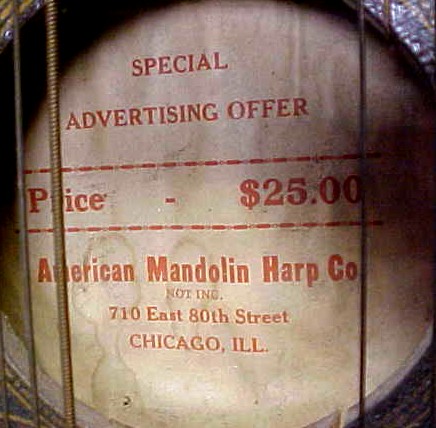 SPECIAL
ADVERTISING OFFER
Price - $25.00
American Mandolin Harp Co
NOT INC.
710 East 80th Street
CHICAGO, ILL.